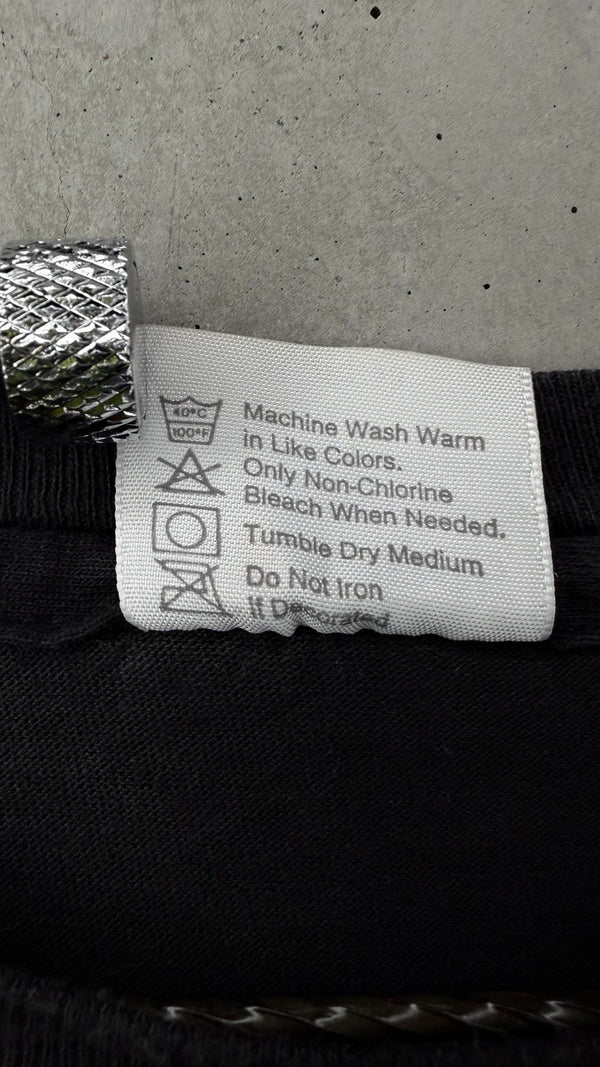 40°C
100°F
Machine Wash Warm
in Like Colors.
Only Non-Chlorine
Bleach When Needed.
Tumble Dry Medium
Do Not Iron
If Decorated